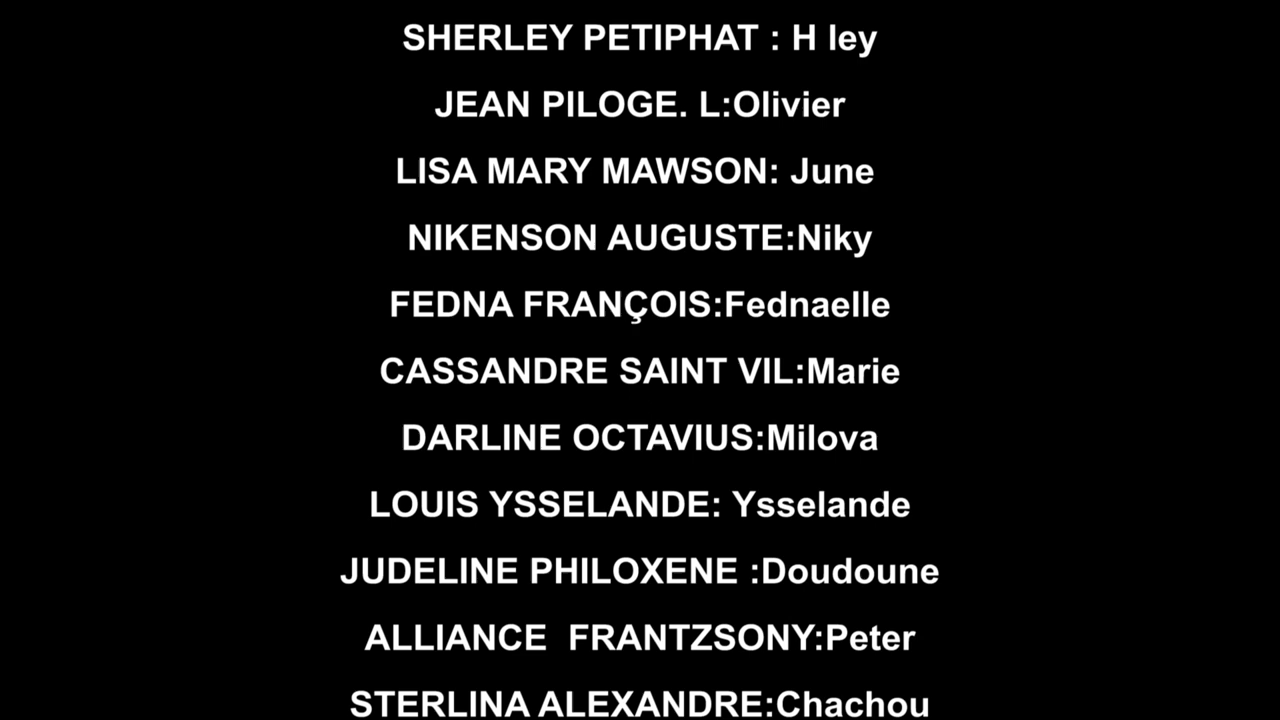 SHERLEY PETIPHAT : H ley
JEAN PILOGE. L:Olivier
LISA MARY MAWSON: June
NIKENSON AUGUSTE:Niky
FEDNA FRANÇOIS:Fednaelle
CASSANDRE SAINT VIL:Marie
DARLINE OCTAVIUS:Milova
LOUIS YSSELANDE: Ysselande
JUDELINE PHILOXENE :Doudoune
ALLIANCE  FRANTZSONY:Peter
STERLINA ALEXANDRE:Chachou